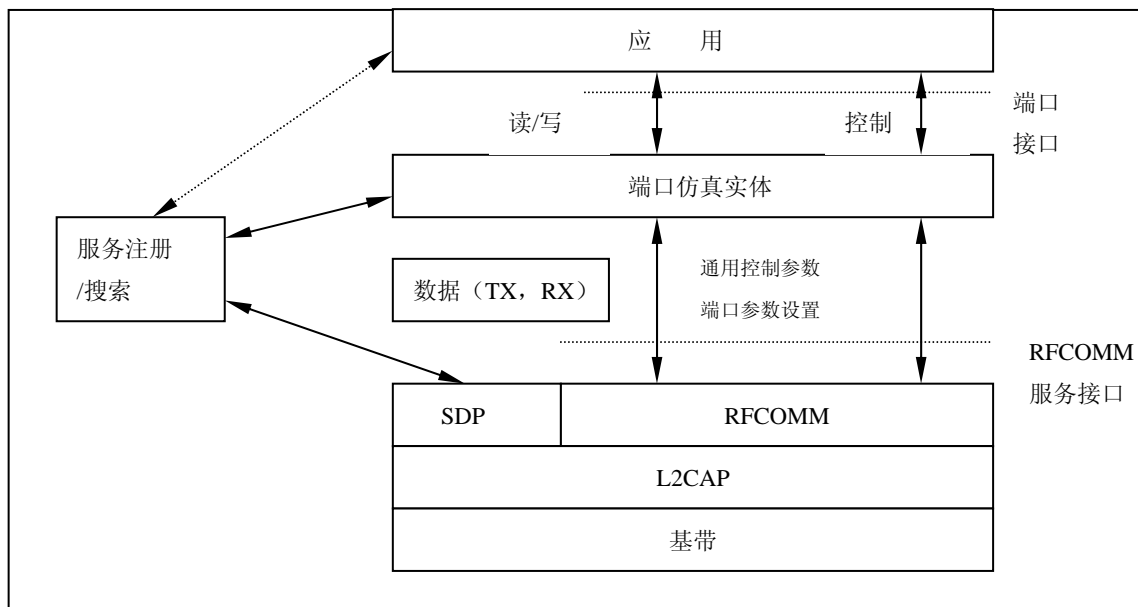 应 用
端口
读/写 控制
接口
端口仿真实体
服务注册
/搜索
通用控制参数
数据（TX，RX）
端口参数设置
RFCOMM
服务接口
SDP RFCOMM
L2CAP
基带